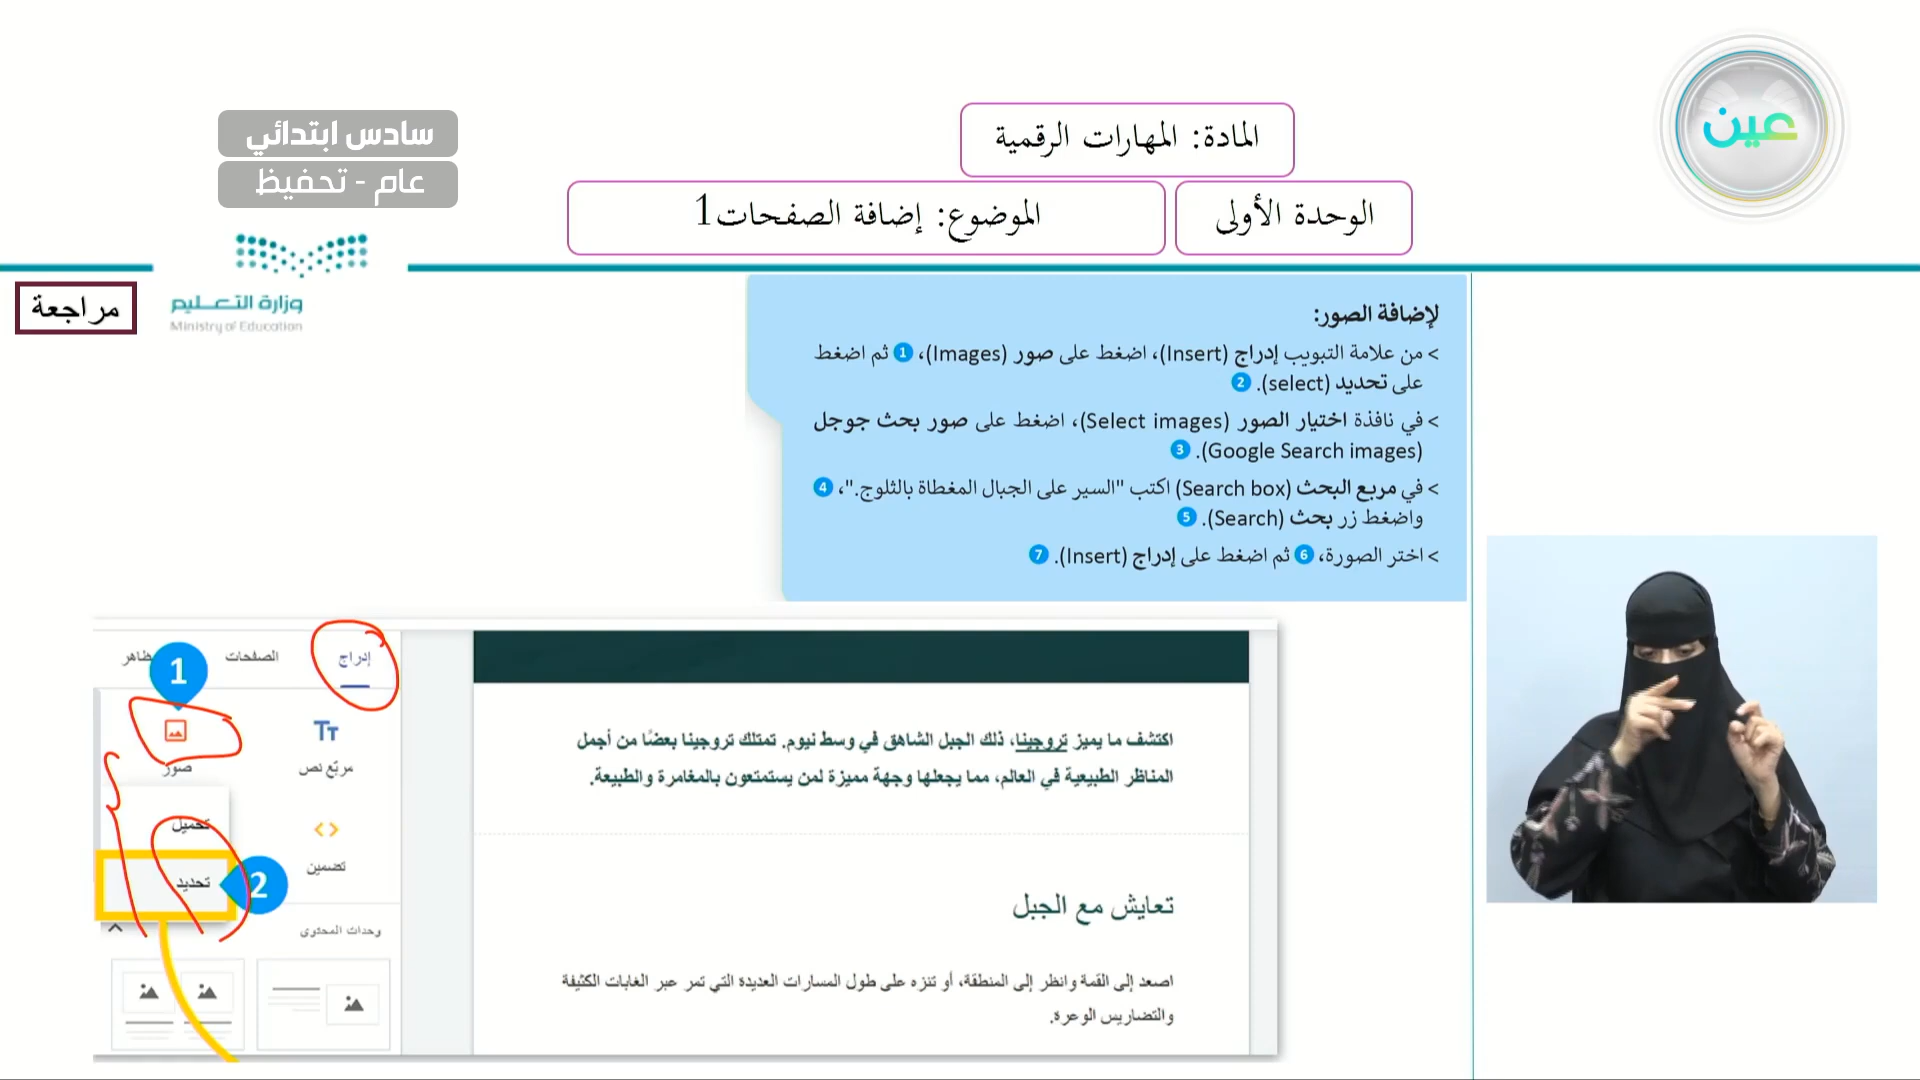 عين
المادة: المهارات الرقمية
سادس ابتدائي
عام - تحفيظ
الوحدة الأولى
الموضوع: إضافة الصفحات1
وزارة التعليم
Ministry of Education
مراجعة
لإضافة الصور:
> من علامة التبويب إدراج (Insert)، اضغط على صور (Images)، 1 ثم اضغط
على تحديد (select). 2
> في نافذة اختيار الصور (Select images)، اضغط على صور بحث جوجل
(Google Search images). 3
> في مربع البحث (Search box) اكتب "السير على الجبال المغطاة بالثلوج."، 4
واضغط زر بحث (Search). 5
> اختر الصورة، 6 ثم اضغط على إدراج (Insert). 7
إدراج
الصفحات
ظاهر
1
Tт
مربّع نص
صور
تحميل
<>
تضمين
تحديد
2
وحدات المحتوى
اكتشف ما يميز تروجينا، ذلك الجبل الشاهق في وسط نيوم. تمتلك تروجينا بعضًا من أجمل
المناظر الطبيعية في العالم، مما يجعلها وجهة مميزة لمن يستمتعون بالمغامرة والطبيعة.
تعايش مع الجبل
اصعد إلى القمة وانظر إلى المنطقة، أو تنزه على طول المسارات العديدة التي تمر عبر الغابات الكثيفة
والتضاريس الوعرة.